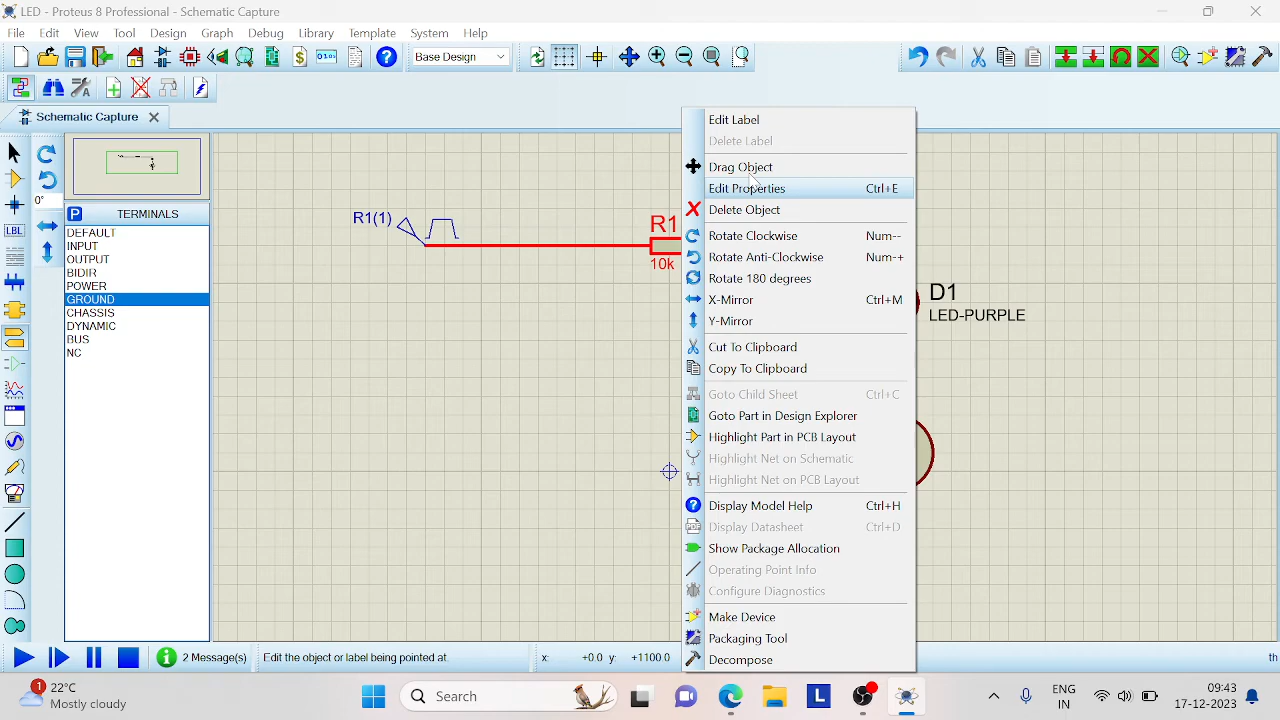 LED - Proteus 8 Professional - Schematic Capture
File Edit View Tool Design Graph Debug Library Template System Help
Base Design
Schematic Capture
LBL
0°
P TERMINALS
DEFAULT
INPUT
OUTPUT
BIDIR
POWER
GROUND
CHASSIS
DYNAMIC
BUS
NC
R1(1)
R1
10k
D1
LED-PURPLE
Edit Label
Delete Label
Drag Object
Edit Properties Ctrl+E
Delete Object
Rotate Clockwise Num--
Rotate Anti-Clockwise Num-+
Rotate 180 degrees
X-Mirror Ctrl+M
Y-Mirror
Cut To Clipboard
Copy To Clipboard
Goto Child Sheet Ctrl+C
Goto Part in Design Explorer
Highlight Part in PCB Layout
Highlight Net on Schematic
Highlight Net on PCB Layout
Display Model Help Ctrl+H
Display Datasheet Ctrl+D
Show Package Allocation
Operating Point Info
Configure Diagnostics
Make Device
Packaging Tool
Decompose
2 Message(s) Edit the object or label being pointed at. x: +0.0 y: +1100.0 th
1 22°C
Mostly cloudy
Search
L
ENG
IN
09:43
17-12-2023